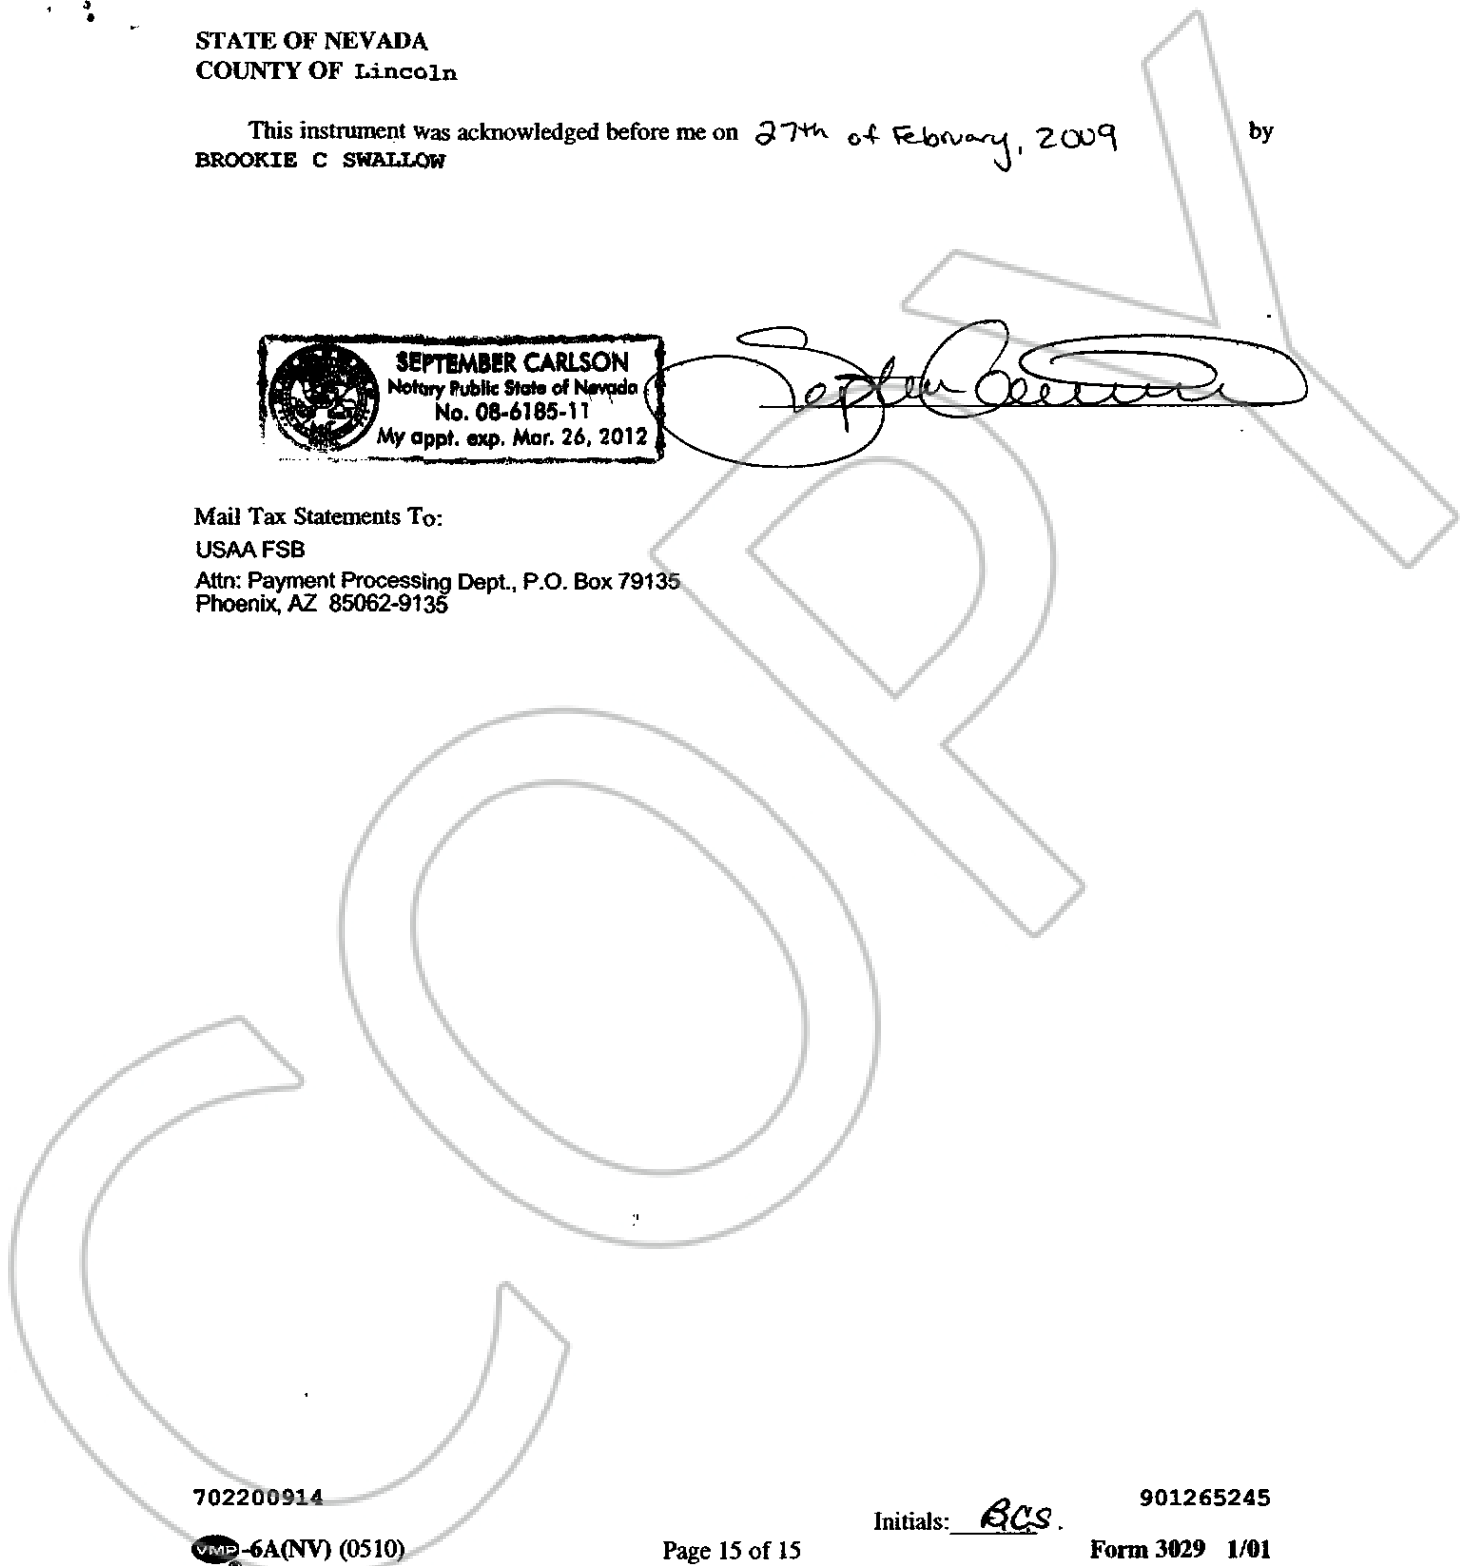 STATE OF NEVADA
COUNTY OF Lincoln
This instrument was acknowledged before me on 27th of February, 2009 by
BROOKIE C SWALLOW
SEPTEMBER CARLSON
Notary Public State of Nevada
No. 08-6185-11
My appt. exp. Mar. 26, 2012
Mail Tax Statements To:
USAA FSB
Attn: Payment Processing Dept., P.O. Box 79135
Phoenix, AZ 85062-9135
COPY
702200914 901265245
Initials: BCS.
VMP®-6A(NV) (0510) Page 15 of 15 Form 3029 1/01